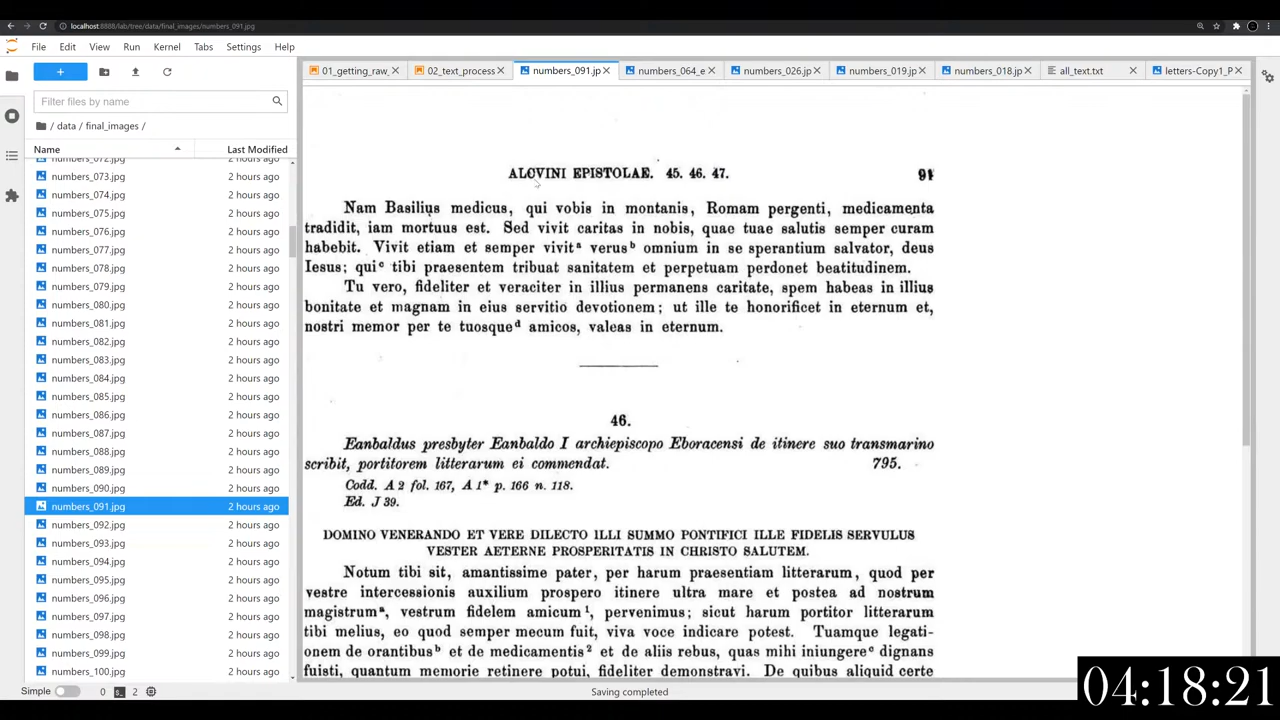 localhost:8888/lab/tree/data/final_images/numbers_091.jpg
File Edit View Run Kernel Tabs Settings Help
01_getting_raw_ 02_text_process numbers_091.jp numbers_064_e numbers_026.jp numbers_019.jp numbers_018.jp all_text.txt letters-Copy1_P
Filter files by name
/ data / final_images /
Name Last Modified
numbers_072.jpg 2 hours ago
numbers_073.jpg 2 hours ago
numbers_074.jpg 2 hours ago
numbers_075.jpg 2 hours ago
numbers_076.jpg 2 hours ago
numbers_077.jpg 2 hours ago
numbers_078.jpg 2 hours ago
numbers_079.jpg 2 hours ago
numbers_080.jpg 2 hours ago
numbers_081.jpg 2 hours ago
numbers_082.jpg 2 hours ago
numbers_083.jpg 2 hours ago
numbers_084.jpg 2 hours ago
numbers_085.jpg 2 hours ago
numbers_086.jpg 2 hours ago
numbers_087.jpg 2 hours ago
numbers_088.jpg 2 hours ago
numbers_089.jpg 2 hours ago
numbers_090.jpg 2 hours ago
numbers_091.jpg 2 hours ago
numbers_092.jpg 2 hours ago
numbers_093.jpg 2 hours ago
numbers_094.jpg 2 hours ago
numbers_095.jpg 2 hours ago
numbers_096.jpg 2 hours ago
numbers_097.jpg 2 hours ago
numbers_098.jpg 2 hours ago
numbers_099.jpg 2 hours ago
numbers_100.jpg 2 hours ago
ALCVINI EPISTOLAE. 45. 46. 47. 91
Nam Basilius medicus, qui vobis in montanis, Romam pergenti, medicamenta
tradidit, iam mortuus est. Sed vivit caritas in nobis, quae tuae salutis semper curam
habebit. Vivit etiam et semper vivit a verus b omnium in se sperantium salvator, deus
Iesus; qui c tibi praesentem tribuat sanitatem et perpetuam perdonet beatitudinem.
Tu vero, fideliter et veraciter in illius permanens caritate, spem habeas in illius
bonitate et magnam in eius servitio devotionem; ut ille te honorificet in eternum et,
nostri memor per te tuosque d amicos, valeas in eternum.
46.
Eanbaldus presbyter Eanbaldo I archiepiscopo Eboracensi de itinere suo transmarino
scribit, portitorem litterarum ei commendat. 795.
Codd. A 2 fol. 167, A 1* p. 166 n. 118.
Ed. J 39.
DOMINO VENERANDO ET VERE DILECTO ILLI SUMMO PONTIFICI ILLE FIDELIS SERVULUS
VESTER AETERNE PROSPERITATIS IN CHRISTO SALUTEM.
Notum tibi sit, amantissime pater, per harum praesentiam litterarum, quod per
vestre intercessionis auxilium prospero itinere ultra mare et postea ad nostrum
magistrum a, vestrum fidelem amicum 1, pervenimus; sicut harum portitor litterarum
tibi melius, eo quod semper mecum fuit, viva voce indicare potest. Tuamque legati-
onem de orantibus b et de medicamentis 2 et de aliis rebus, quas mihi iniungere c dignans
fuisti, quantum memorie retinere potui, fideliter demonstravi. De quibus aliquid certe
Simple 0 2 Saving completed
04:18:21